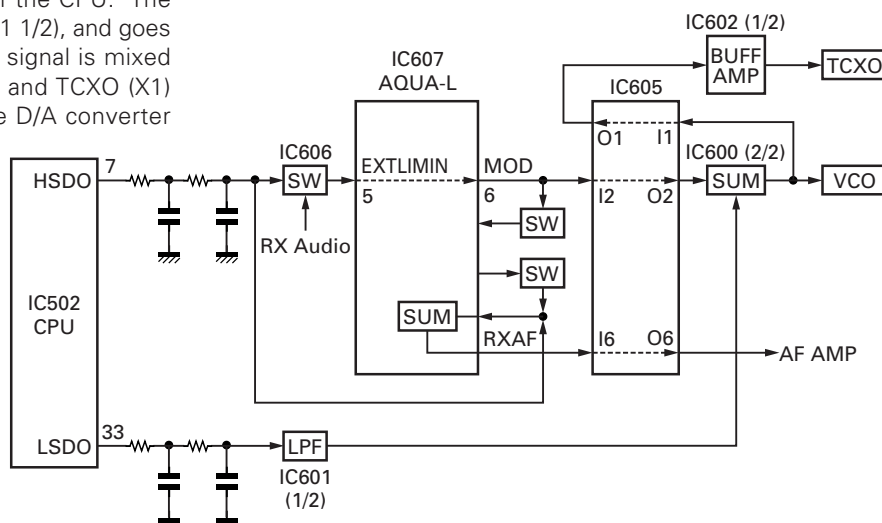 f the CPU. The
1 1/2), and goes
signal is mixed
and TCXO (X1)
e D/A converter
IC602 (1/2)
BUFF
AMP
TCXO
IC607
AQUA-L
IC605
O1 I1
IC600 (2/2)
HSDO
7
IC606
SW
EXTLIMIN
5
MOD
6
I2 O2
SUM
VCO
RX Audio
SW
SW
IC502
CPU
SUM
RXAF
I6 O6
AF AMP
LSDO
33
LPF
IC601
(1/2)